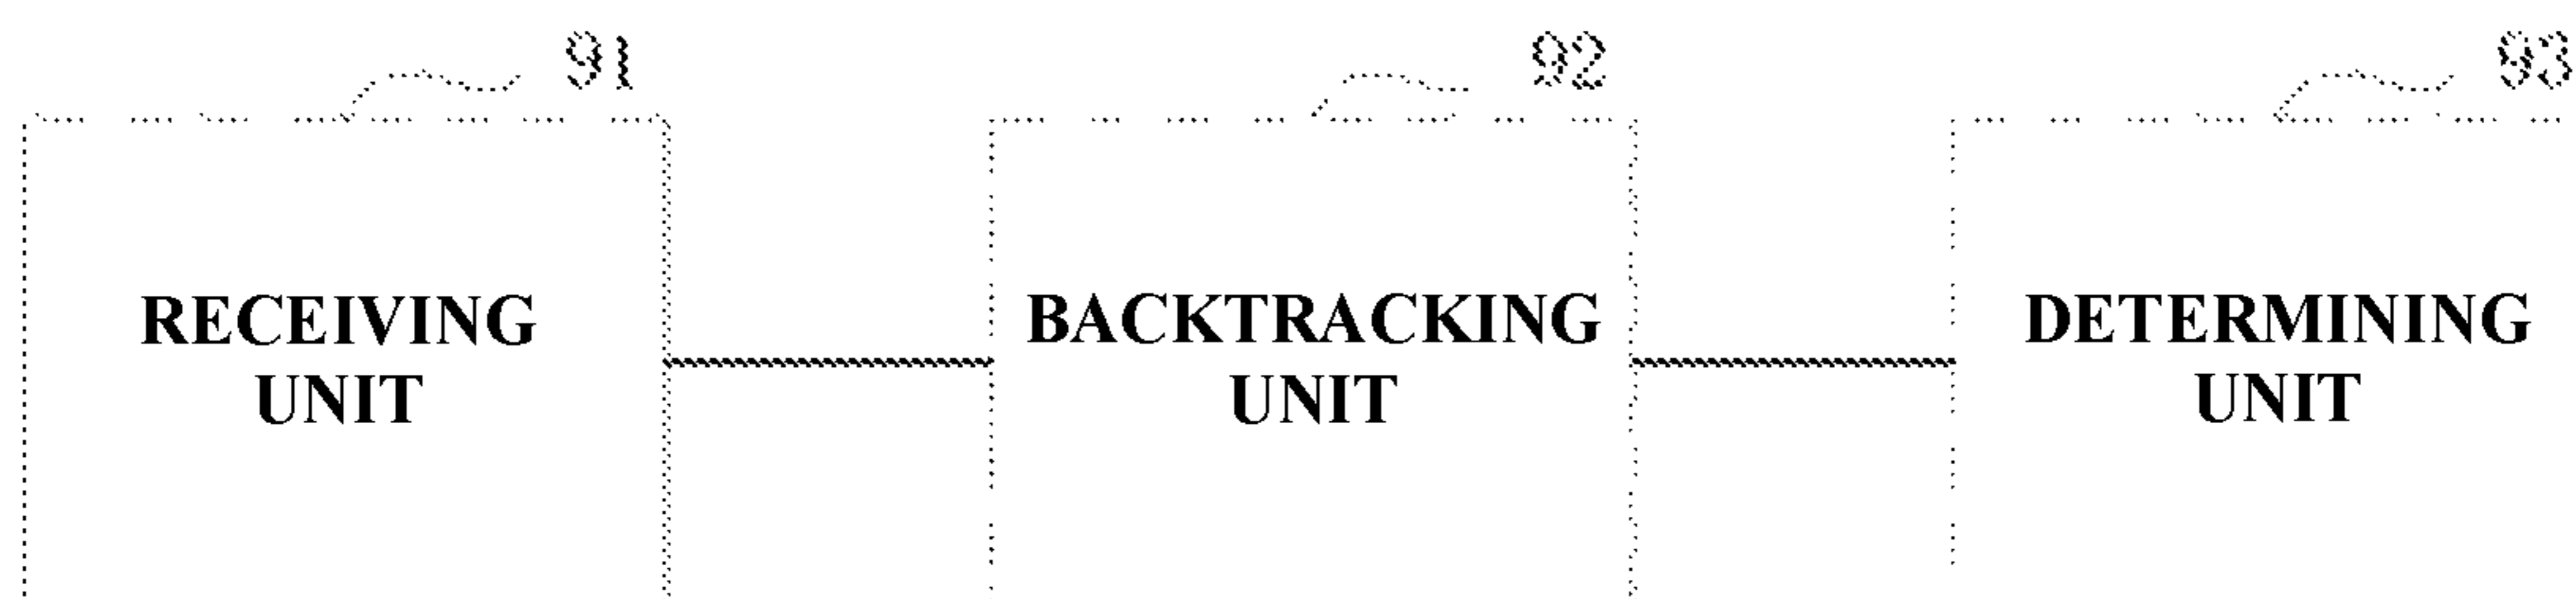 91
92
93
RECEIVING
UNIT
BACKTRACKING
UNIT
DETERMINING
UNIT